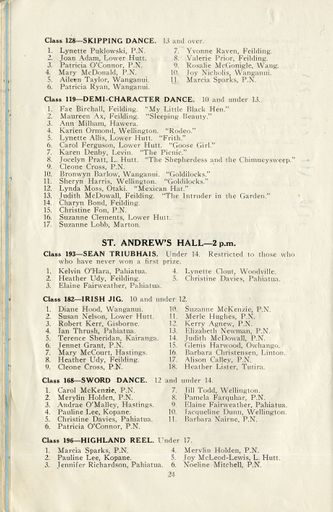 Class 128—SKIPPING DANCE. 13 and over.
1. Lynette Puklowski, P.N.
2. Joan Adam, Lower Hutt.
3. Patricia O'Connor, P.N.
4. Mary McDonald, P.N.
5. Aileen Taylor, Wanganui.
6. Patricia Ryan, Wanganui.
7. Yvonne Raven, Feilding.
8. Valerie Prior, Feilding.
9. Rosalie McGonigle, Wang.
10. Joy Nicholls, Wanganui.
11. Marcia Sparks, P.N.
Class 119—DEMI-CHARACTER DANCE. 10 and under 13.
1. Fae Birchall, Feilding. "My Little Black Hen."
2. Maureen Ax, Feilding. "Sleeping Beauty."
3. Ann Milham, Hawera.
4. Karien Ormond, Wellington. "Rodeo."
5. Lynette Allis, Lower Hutt. "Frith."
6. Carol Ferguson, Lower Hutt. "Goose Girl."
7. Karen Denby, Levin. "The Picnic."
8. Jocelyn Pratt, L. Hutt. "The Shepherdess and the Chimneysweep."
9. Cleone Cross, P.N.
10. Bronwyn Barlow, Wanganui. "Goldilocks."
11. Sheryn Harris, Wellington. "Goldilocks."
12. Lynda Moss, Otaki. "Mexican Hat."
13. Judith McDowall, Feilding. "The Intruder in the Garden."
14. Charyn Bond, Feilding.
15. Christine Fon, P.N.
16. Suzanne Clements, Lower Hutt.
17. Suzanne Lobb, Marton.
ST. ANDREW'S HALL—2 p.m.
Class 193—SEAN TRIUBHAIS. Under 14. Restricted to those who
who have never won a first prize.
1. Kelvin O'Hara, Pahiatua.
2. Heather Udy, Feilding.
3. Elaine Fairweather, Pahiatua.
4. Lynette Clout, Woodville.
5. Christine Davies, Pahiatua.
Class 182—IRISH JIG. 10 and under 12.
1. Diane Hood, Wanganui.
2. Susan Nelson, Lower Hutt.
3. Robert Kerr, Gisborne.
4. Ian Thrush, Pahiatua.
5. Terence Sheridan, Kairanga.
6. Jennet Grant, P.N.
7. Mary McCourt, Hastings.
8. Heather Udy, Feilding.
9. Cleone Cross, P.N.
10. Suzanne McKenzie, P.N.
11. Merle Hughes, P.N.
12. Kerry Agnew, P.N.
13. Elizabeth Newman, P.N.
14. Judith McDowall, P.N.
15. Glenis Harwood, Owhango.
16. Barbara Christensen, Linton.
17. Alison Calley, P.N.
18. Heather Lister, Tutira.
Class 168—SWORD DANCE. 12 and under 14.
1. Carol McKenzie, P.N.
2. Merylin Holden, P.N.
3. Andrae O'Malley, Hastings.
4. Pauline Lee, Kopane.
5. Christine Davies, Pahiatua.
6. Patricia O'Connor, P.N.
7. Jill Todd, Wellington.
8. Pamela Farquhar, P.N.
9. Elaine Fairweather, Pahiatua.
10. Jacqueline Dunn, Wellington.
11. Barbara Nairne, P.N.
Class 196—HIGHLAND REEL. Under 17.
1. Marcia Sparks, P.N.
2. Pauline Lee, Kopane.
3. Jennifer Richardson, Pahiatua.
4. Merylin Holden, P.N.
5. Joy McLeod-Lewis, L. Hutt.
6. Noeline Mitchell, P.N.
24